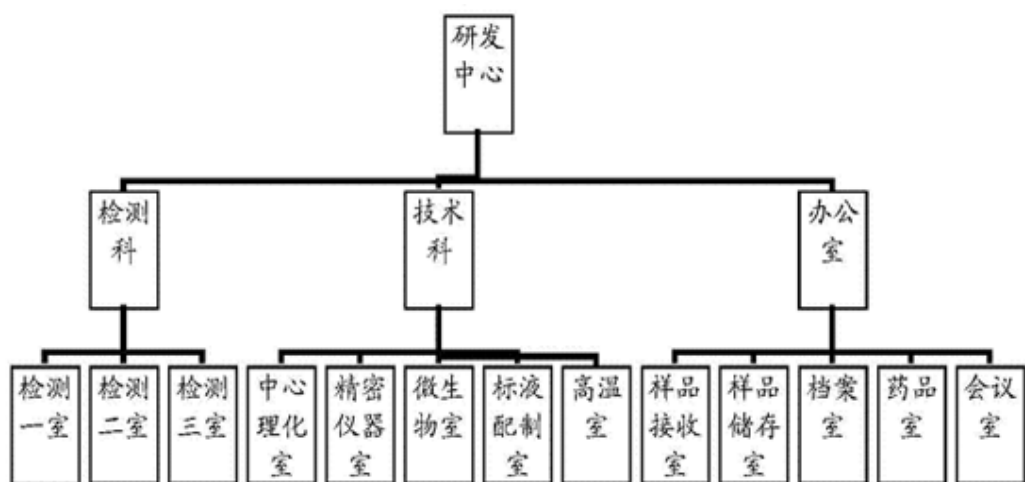 研发
中心
检测
科
技术
科
办公
室
检测
一室
检测
二室
检测
三室
中心
理化
室
精密
仪器
室
微生
物室
标液
配制
室
高温
室
样品
接收
室
样品
储存
室
档案
室
药品
室
会议
室